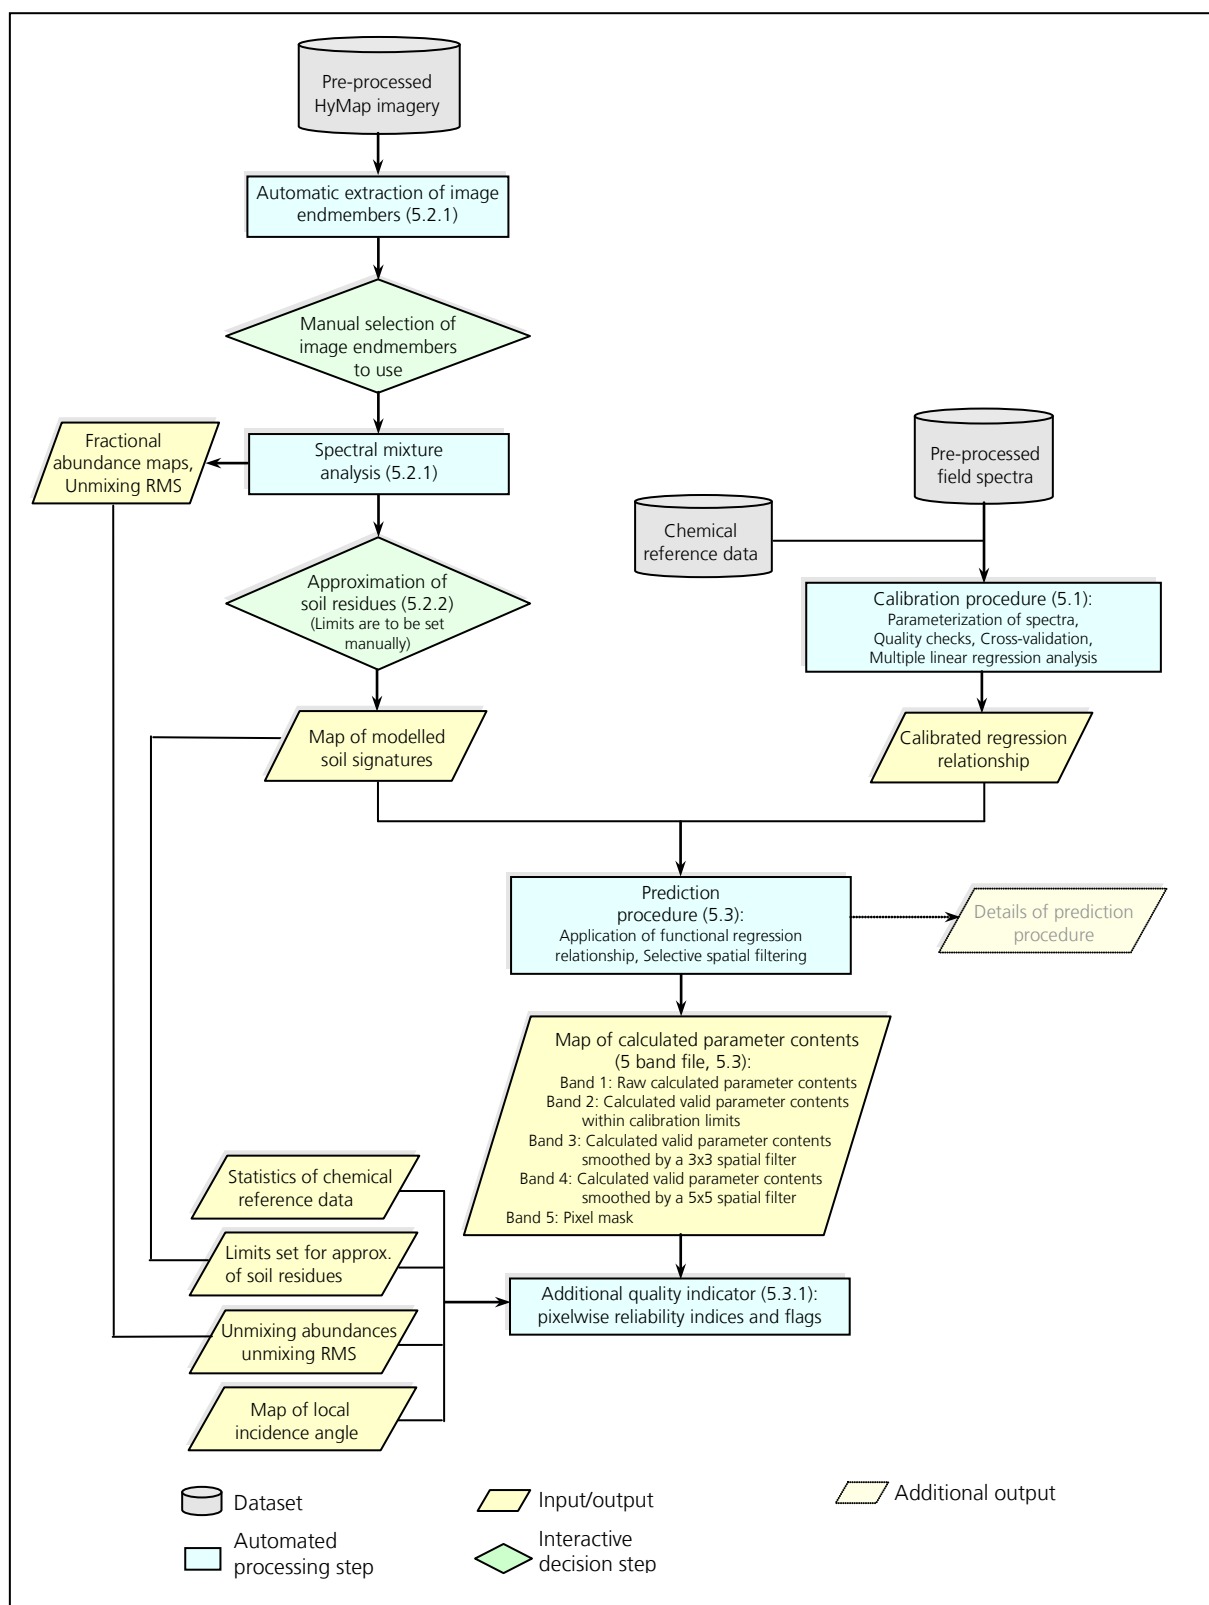 Pre-processed
HyMap imagery
Automatic extraction of image
endmembers (5.2.1)
Manual selection of
image endmembers
to use
Fractional
abundance maps,
Unmixing RMS
Spectral mixture
analysis (5.2.1)
Pre-processed
field spectra
Chemical
reference data
Approximation of
soil residues (5.2.2)
(Limits are to be set
manually)
Calibration procedure (5.1):
Parameterization of spectra,
Quality checks, Cross-validation,
Multiple linear regression analysis
Map of modelled
soil signatures
Calibrated regression
relationship
Prediction
procedure (5.3):
Application of functional regression
relationship, Selective spatial filtering
Details of prediction
procedure
Map of calculated parameter contents
(5 band file, 5.3):
Band 1: Raw calculated parameter contents
Band 2: Calculated valid parameter contents
within calibration limits
Band 3: Calculated valid parameter contents
smoothed by a 3x3 spatial filter
Band 4: Calculated valid parameter contents
smoothed by a 5x5 spatial filter
Band 5: Pixel mask
Statistics of chemical
reference data
Limits set for approx.
of soil residues
Additional quality indicator (5.3.1):
pixelwise reliability indices and flags
Unmixing abundances
unmixing RMS
Map of local
incidence angle
Dataset
Input/output
Additional output
Automated
processing step
Interactive
decision step